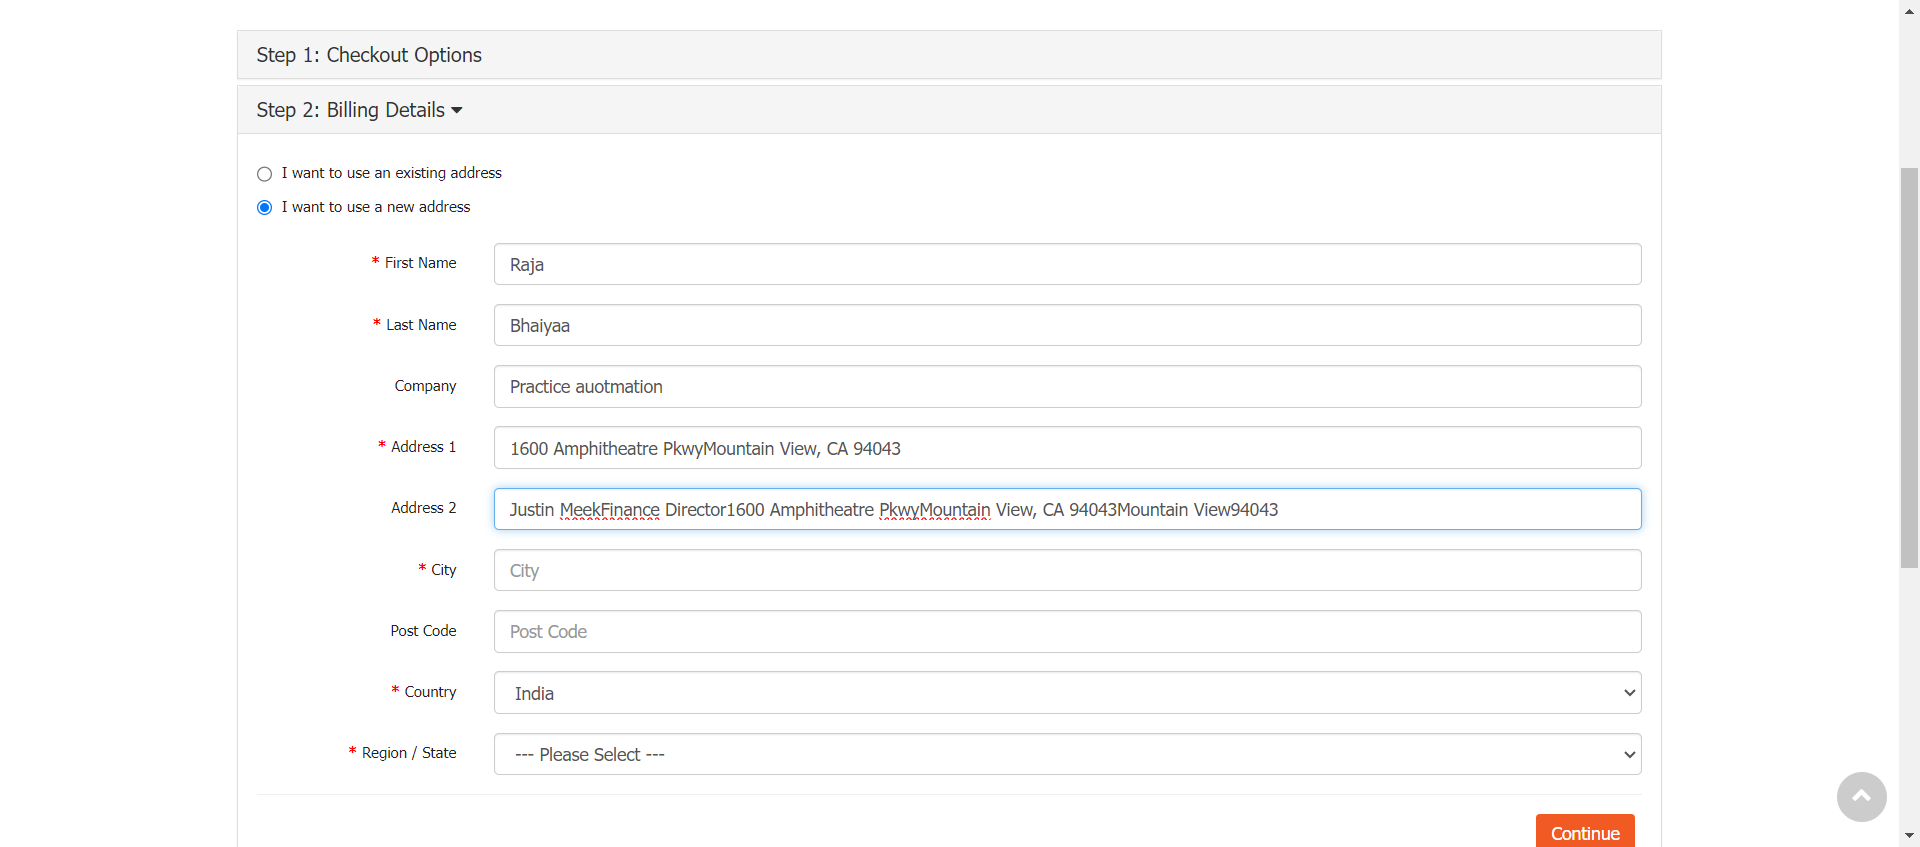 Step 1: Checkout Options
Step 2: Billing Details
I want to use an existing address
I want to use a new address
* First Name
Raja
* Last Name
Bhaiyaa
Company
Practice auotmation
* Address 1
1600 Amphitheatre PkwyMountain View, CA 94043
Address 2
Justin MeekFinance Director1600 Amphitheatre PkwyMountain View, CA 94043Mountain View94043
* City
City
Post Code
Post Code
* Country
India
* Region / State
--- Please Select ---
Continue